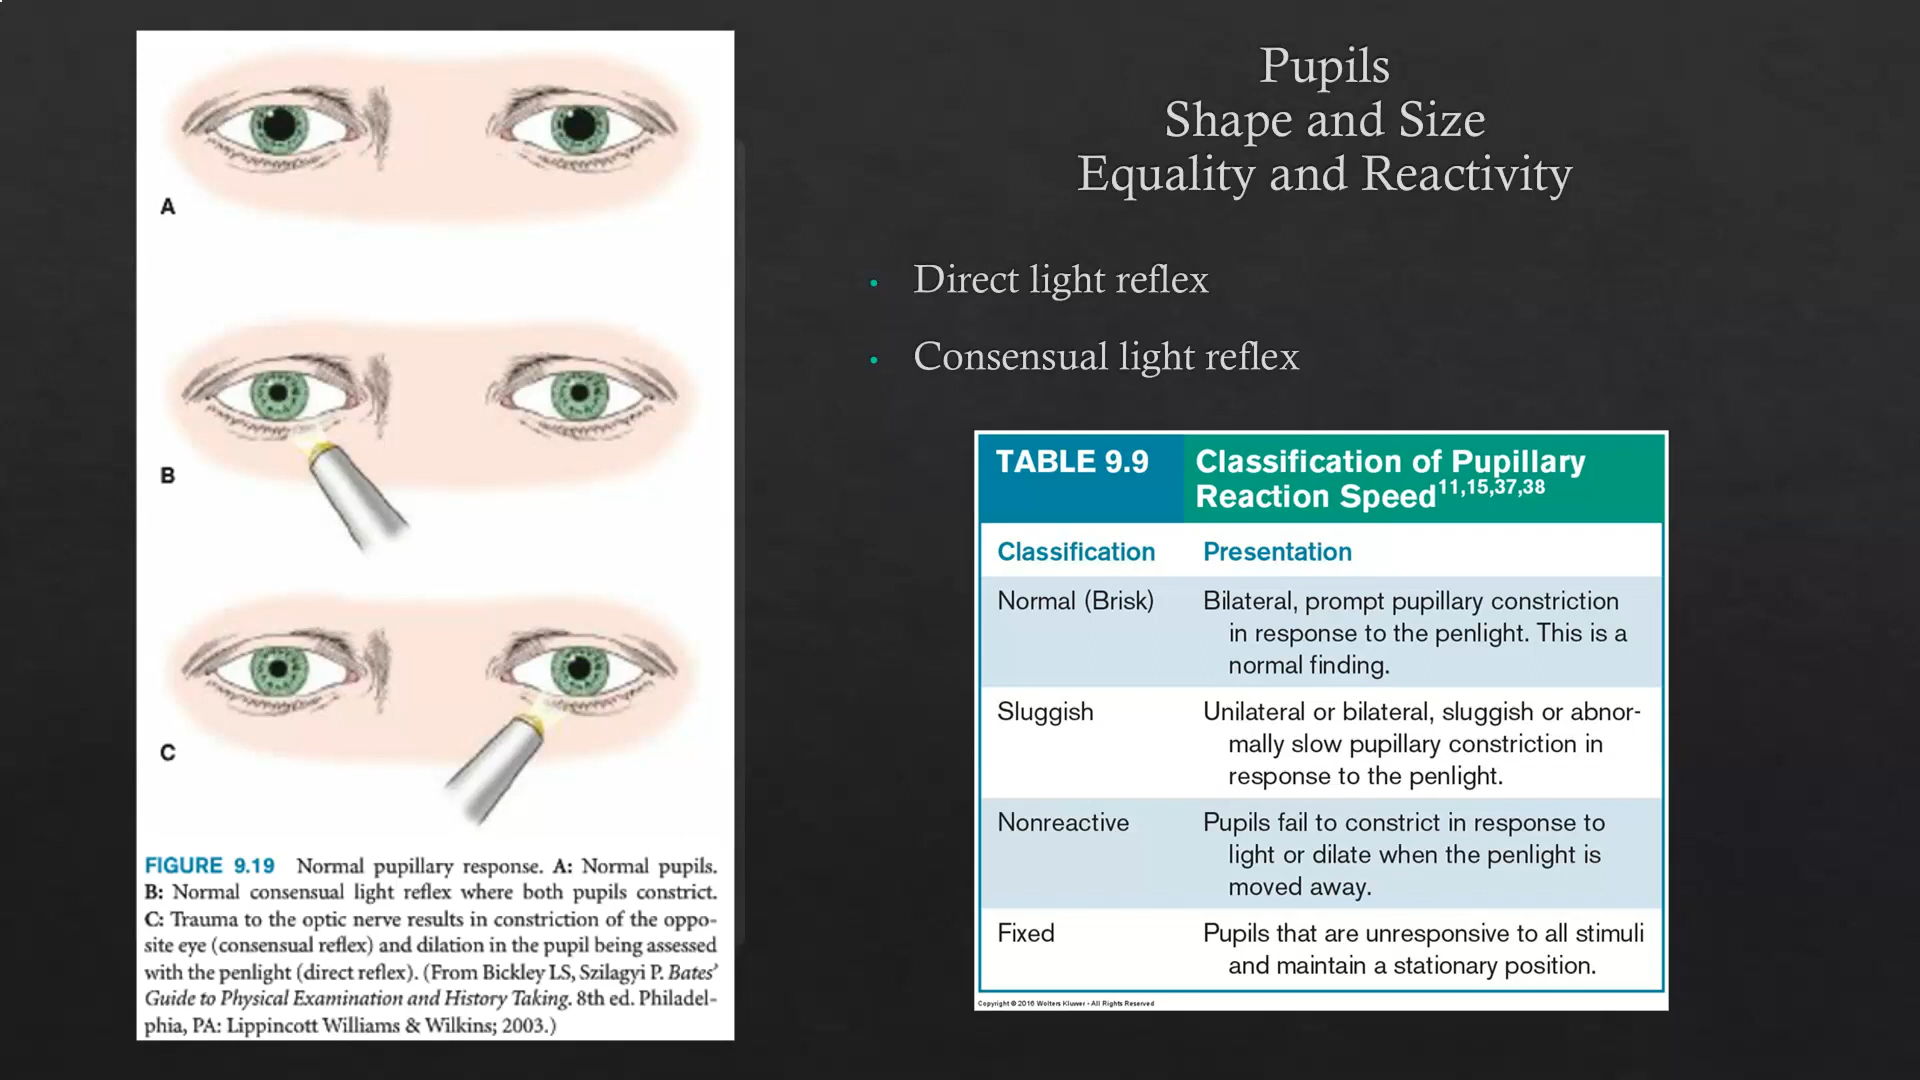 Pupils
Shape and Size
Equality and Reactivity
• Direct light reflex
• Consensual light reflex
A
B
C
FIGURE 9.19 Normal pupillary response. A: Normal pupils.
B: Normal consensual light reflex where both pupils constrict.
C: Trauma to the optic nerve results in constriction of the oppo-
site eye (consensual reflex) and dilation in the pupil being assessed
with the penlight (direct reflex). (From Bickley LS, Szilagyi P. Bates'
Guide to Physical Examination and History Taking. 8th ed. Philadel-
phia, PA: Lippincott Williams & Wilkins; 2003.)
TABLE 9.9 Classification of Pupillary
Reaction Speed11,15,37,38
Classification Presentation
Normal (Brisk) Bilateral, prompt pupillary constriction
in response to the penlight. This is a
normal finding.
Sluggish Unilateral or bilateral, sluggish or abnor-
mally slow pupillary constriction in
response to the penlight.
Nonreactive Pupils fail to constrict in response to
light or dilate when the penlight is
moved away.
Fixed Pupils that are unresponsive to all stimuli
and maintain a stationary position.
Copyright © 2016 Wolters Kluwer • All Rights Reserved